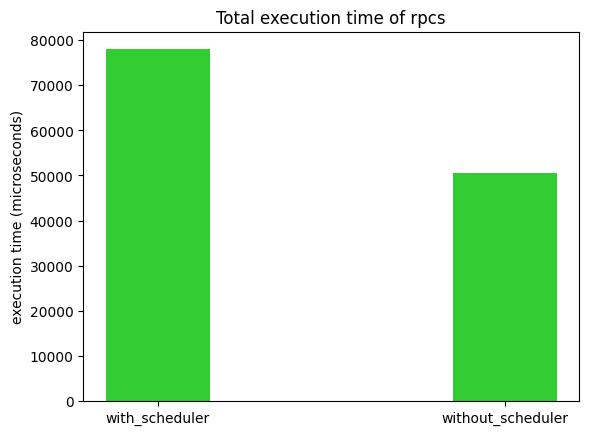 Total execution time of rpcs
execution time (microseconds)
80000
70000
60000
50000
40000
30000
20000
10000
0
with_scheduler
without_scheduler